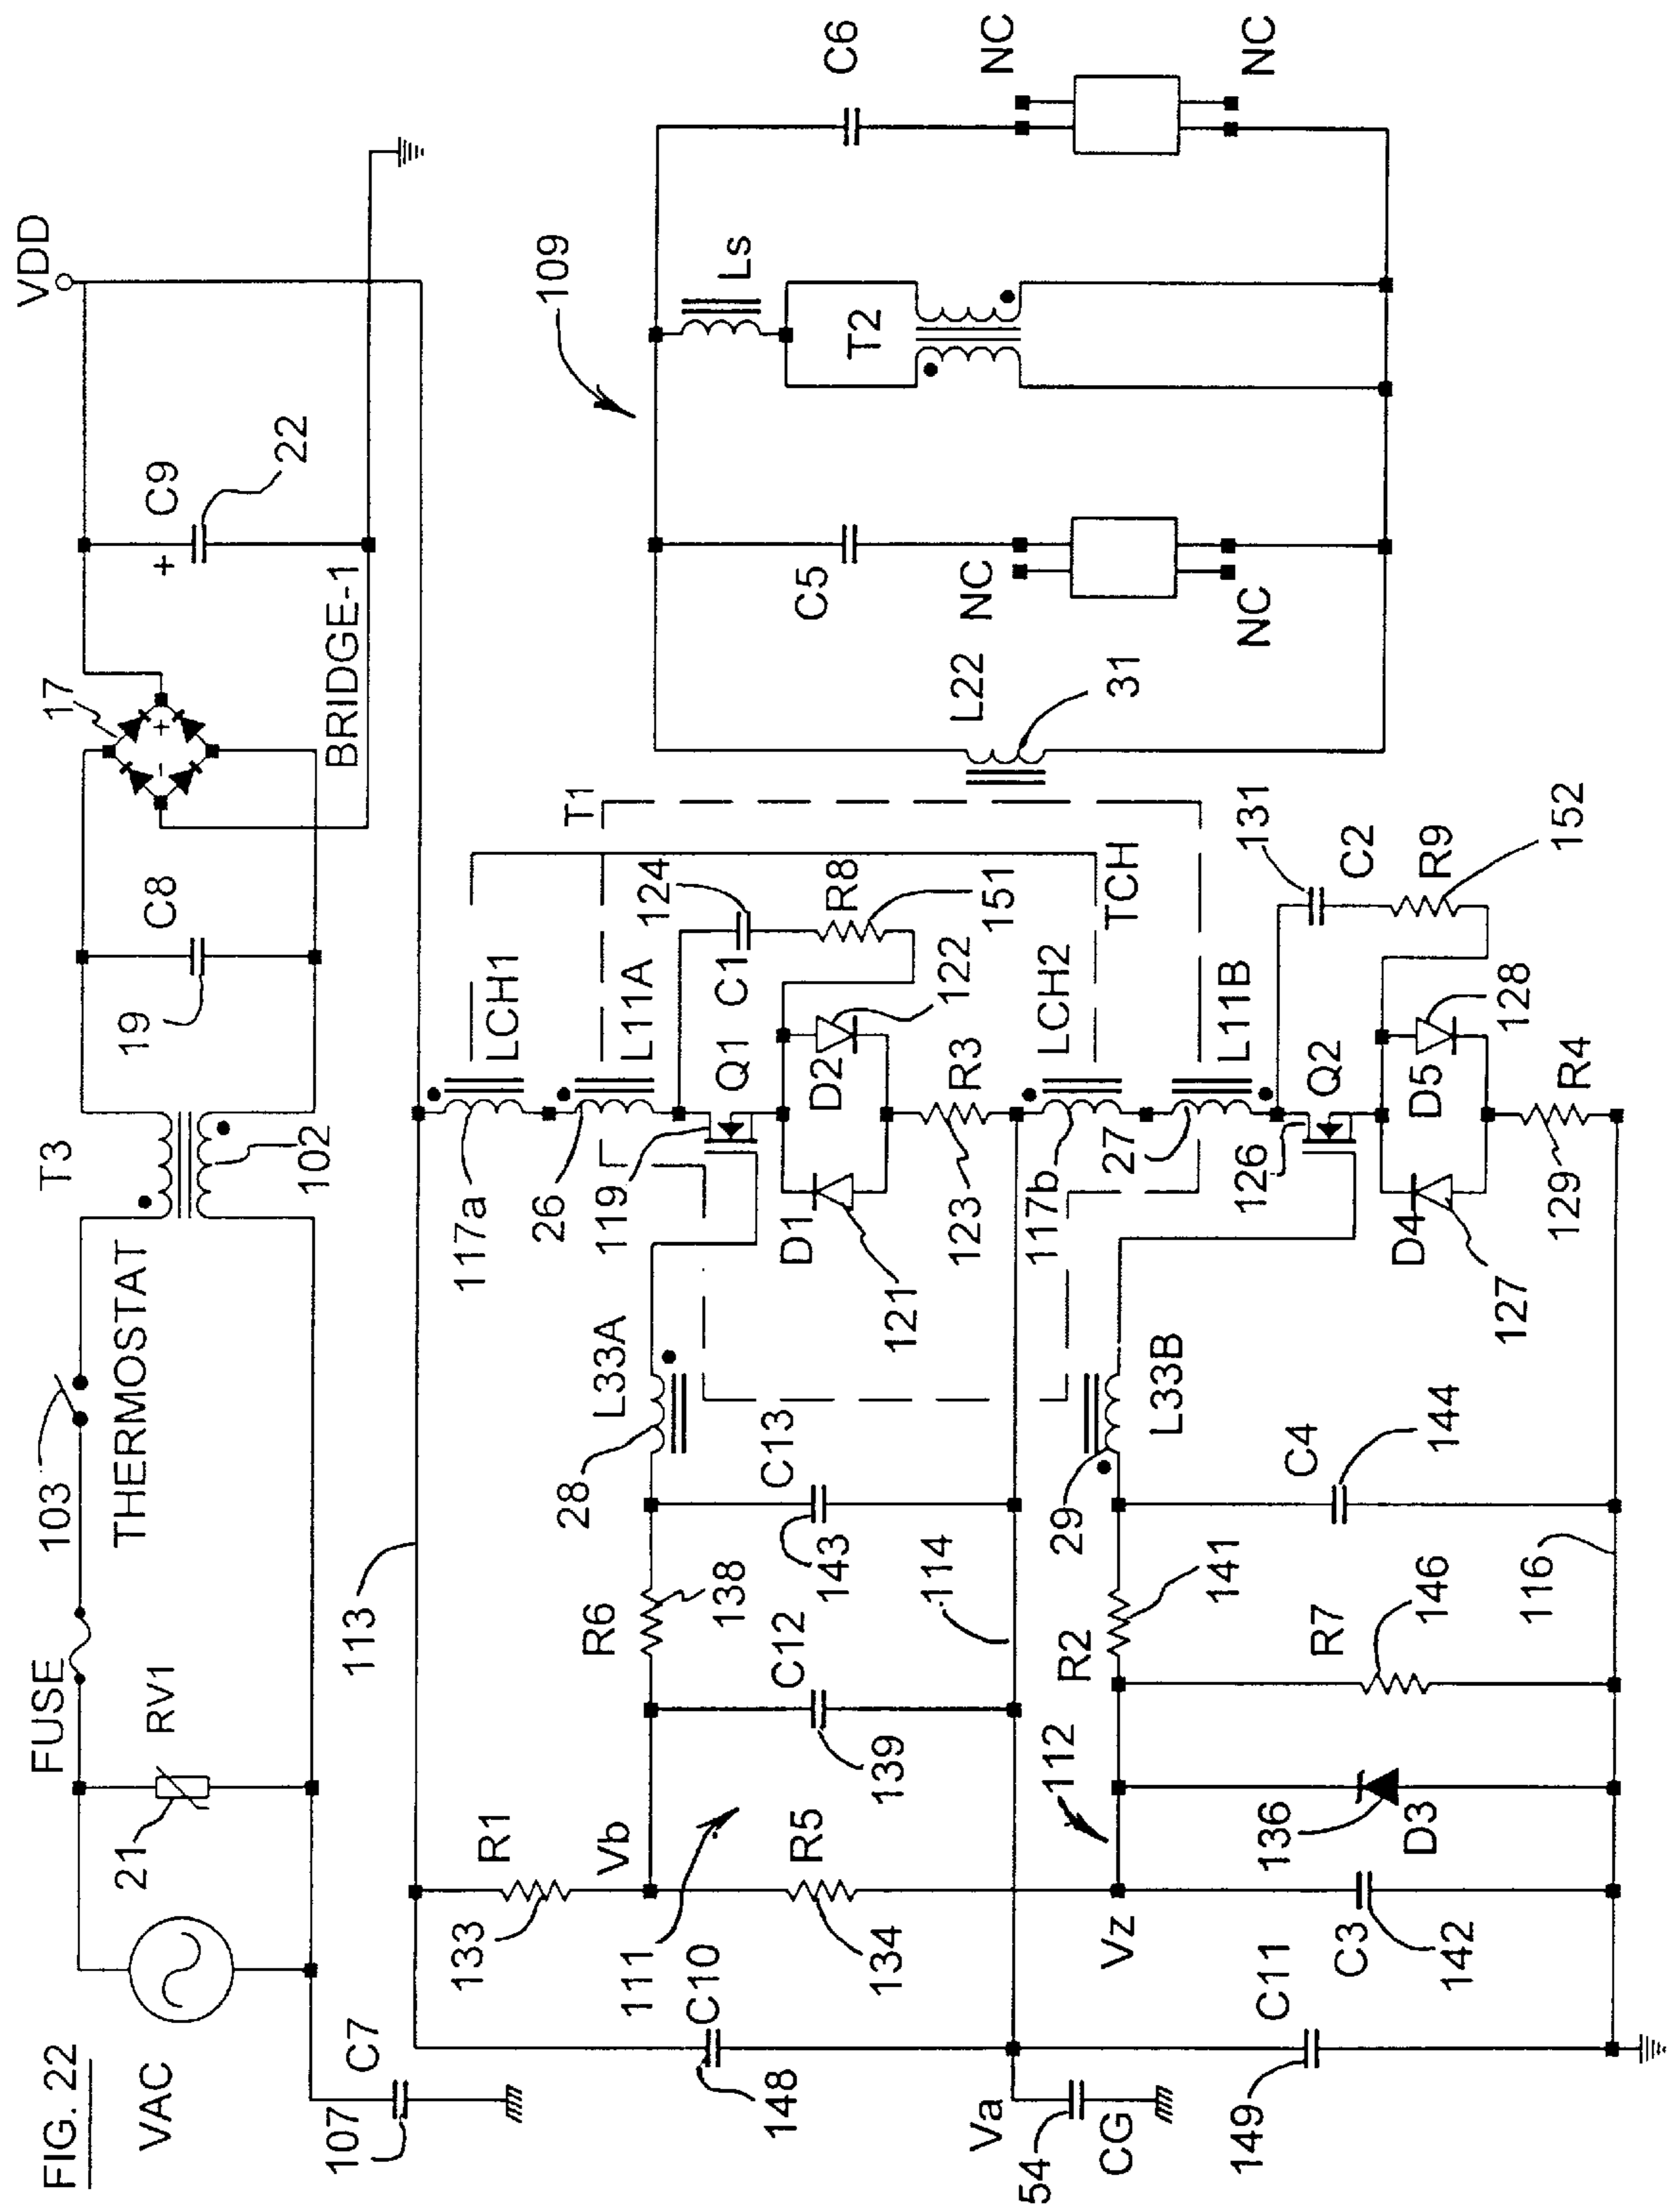 FIG. 22
VAC
FUSE
RV1
21
103
THERMOSTAT
T3
102
C8
19
17
+
-
BRIDGE-1
C9
+
22
VDD
C7
107
113
R1
133
Vb
111
C10
148
R5
134
R6
138
C12
139
C13
143
28
L33A
114
117a
LCH1
26
L11A
119
Q1
C1
124
R8
151
D1
121
D2
122
123
R3
T1
TCH
LCH2
117b
27
L11B
126
Q2
131
C2
R9
152
D4
127
D5
128
129
R4
Va
54
CG
149
C11
Vz
112
C3
142
136
D3
R2
141
R7
146
29
L33B
C4
144
116
109
L22
31
C5
NC
NC
T2
Ls
C6
NC
NC